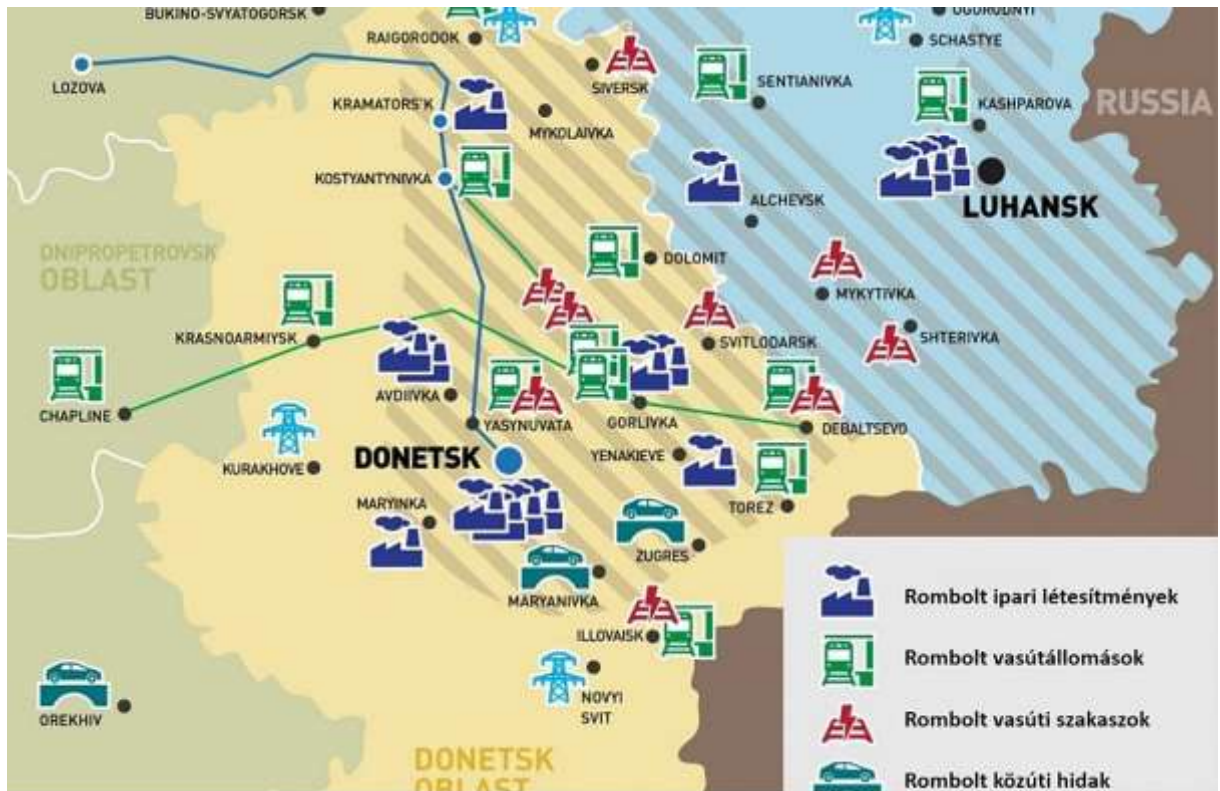 BUKINO-SVYATOGORSK
OGORODNYI
RAIGORODOK
SCHASTYE
LOZOVA
SIVERSK
SENTIANIVKA
KRAMATORS'K
MYKOLAIVKA
KASHPAROVA
RUSSIA
KOSTYANTYNIVKA
ALCHEVSK
LUHANSK
DNIPROPETROVSK
OBLAST
DOLOMIT
MYKYTIVKA
KRASNOARMIYSK
SVITLODARSK
SHTERIVKA
AVDIIVKA
CHAPLINE
YASYNUVATA
GORLIVKA
DEBALTSEVO
KURAKHOVE
DONETSK
YENAKIEVE
MARYINKA
TOREZ
ZUGRES
MARYANIVKA
Rombolt ipari létesítmények
ILLOVAISK
Rombolt vasútállomások
NOVYI
SVIT
OREKHIV
Rombolt vasúti szakaszok
DONETSK
OBLAST
Rombolt közúti hidak